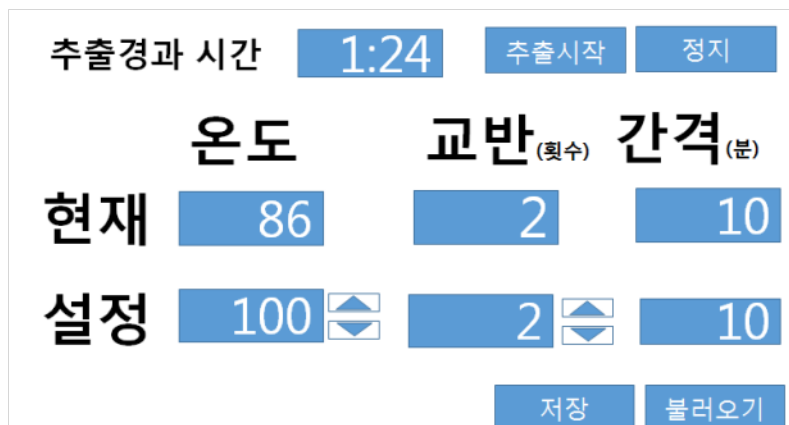 추출경과 시간 1:24 추출시작 정지
온도 교반(횟수) 간격(분)
현재 86 2 10
설정 100 2 10
저장 불러오기